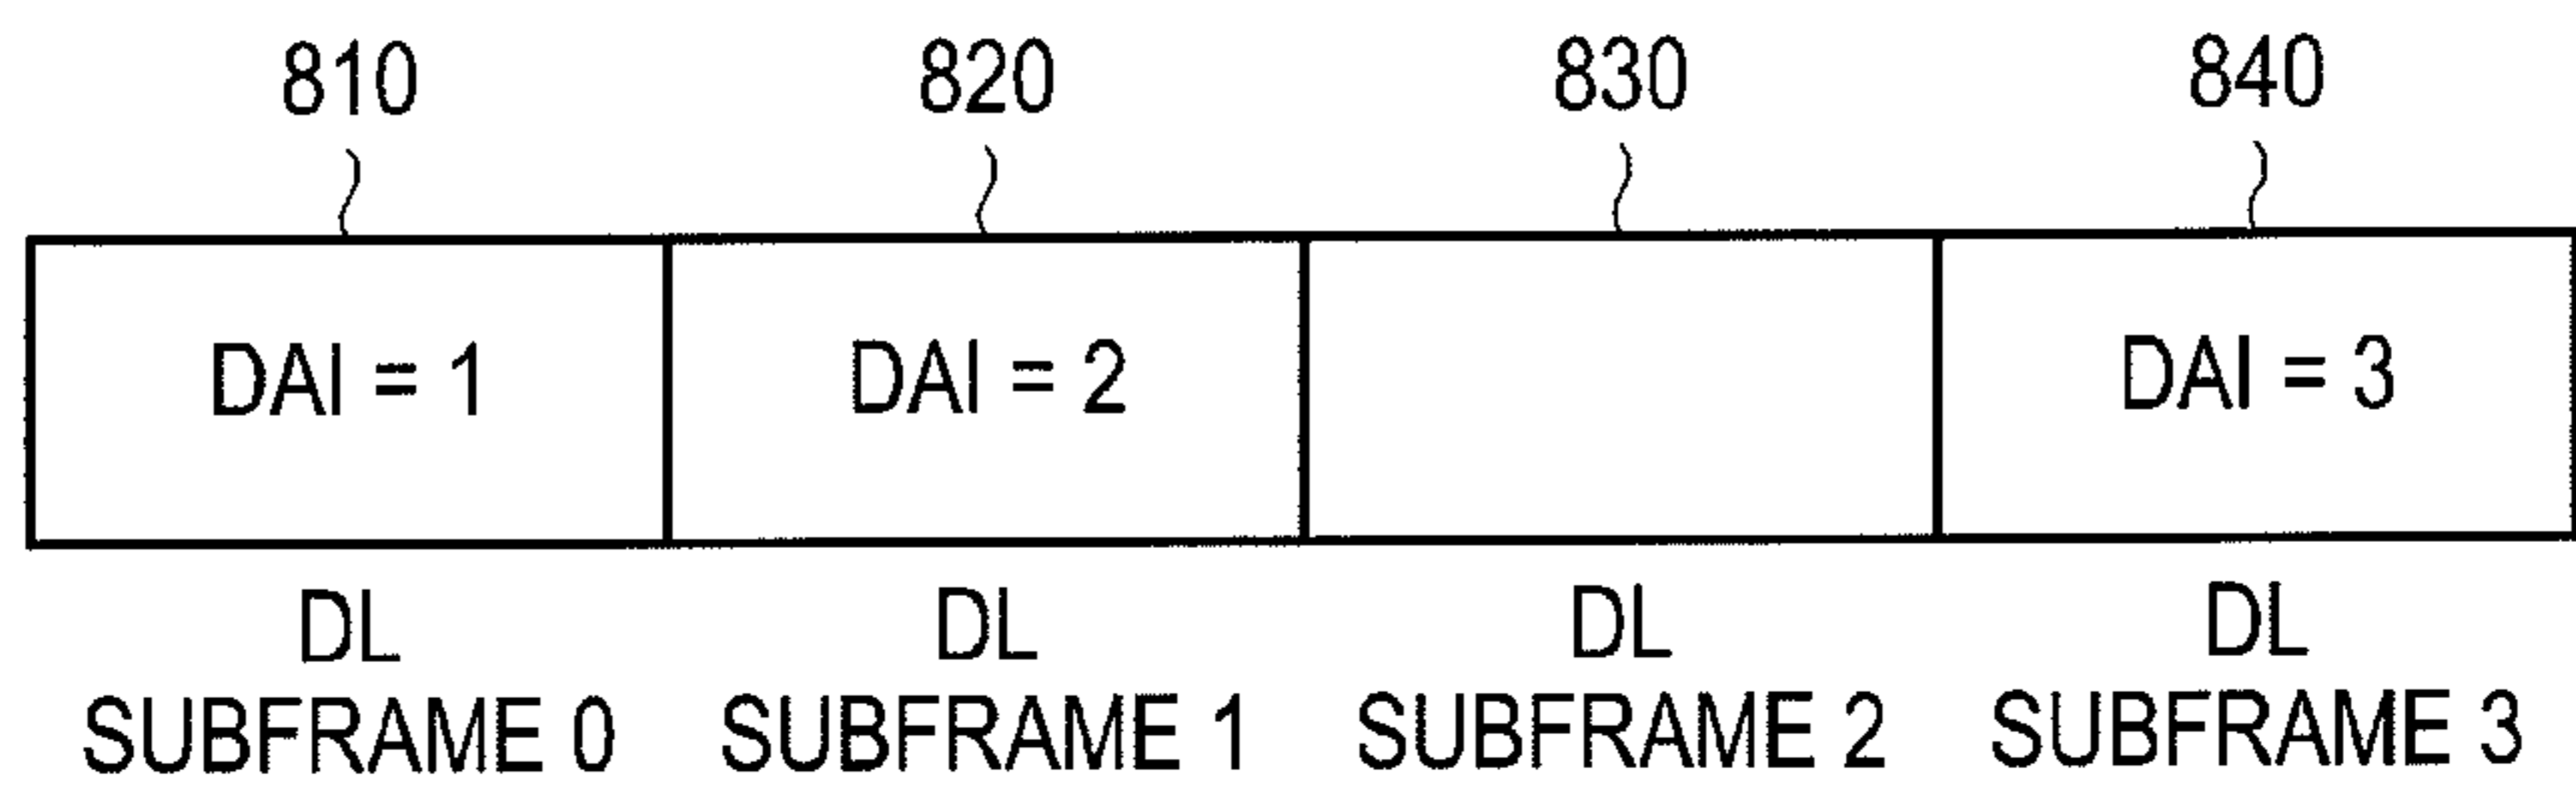 810 820 830 840
DAI = 1 DAI = 2 DAI = 3
DL DL DL DL
SUBFRAME 0 SUBFRAME 1 SUBFRAME 2 SUBFRAME 3